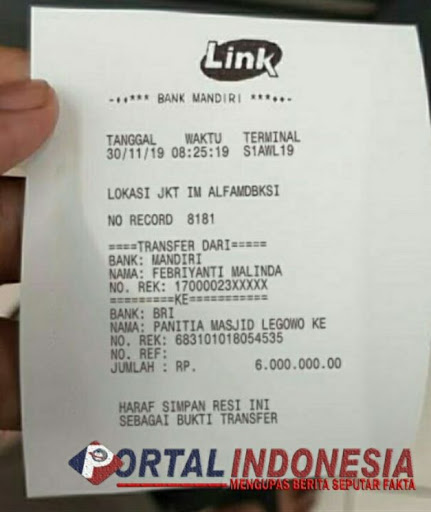 Link
-++*** BANK MANDIRI ***++-
TANGGAL WAKTU TERMINAL
30/11/19 08:25:19 S1AWL19
LOKASI JKT IM ALFAMDBKSI
NO RECORD 8181
====TRANSFER DARI=====
BANK: MANDIRI
NAMA: FEBRIYANTI MALINDA
NO. REK: 17000023XXXXX
=========KE===========
BANK: BRI
NAMA: PANITIA MASJID LEGOWO KE
NO. REK: 683101018054535
NO. REF:
JUMLAH : RP. 6.000.000.00
HARAF SIMPAN RESI INI
SEBAGAI BUKTI TRANSFER
PORTAL INDONESIA
MENGUPAS BERITA SEPUTAR FAKTA